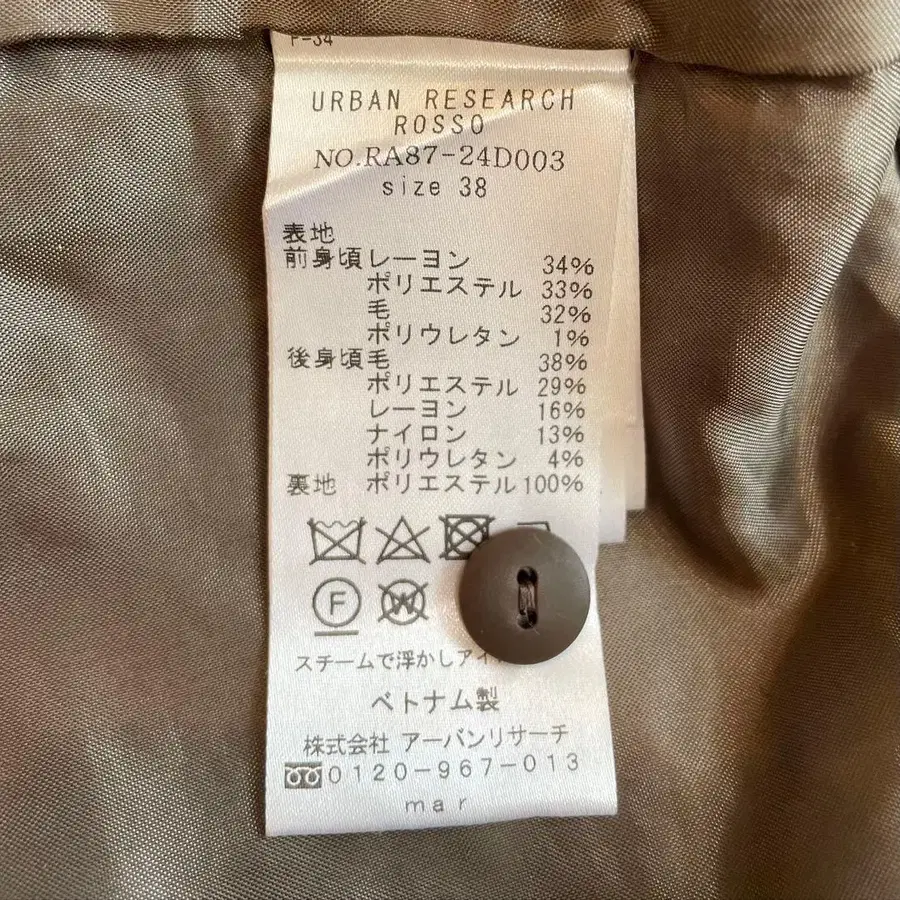 F-34
URBAN RESEARCH
ROSSO
NO.RA87-24D003
size 38
表地
前身頃 レーヨン 34%
ポリエステル 33%
毛 32%
ポリウレタン 1%
後身頃 毛 38%
ポリエステル 29%
レーヨン 16%
ナイロン 13%
ポリウレタン 4%
裏地 ポリエステル 100%
F W
スチームで浮かしアイ
ベトナム製
株式会社 アーバンリサーチ
0120-967-013
mar